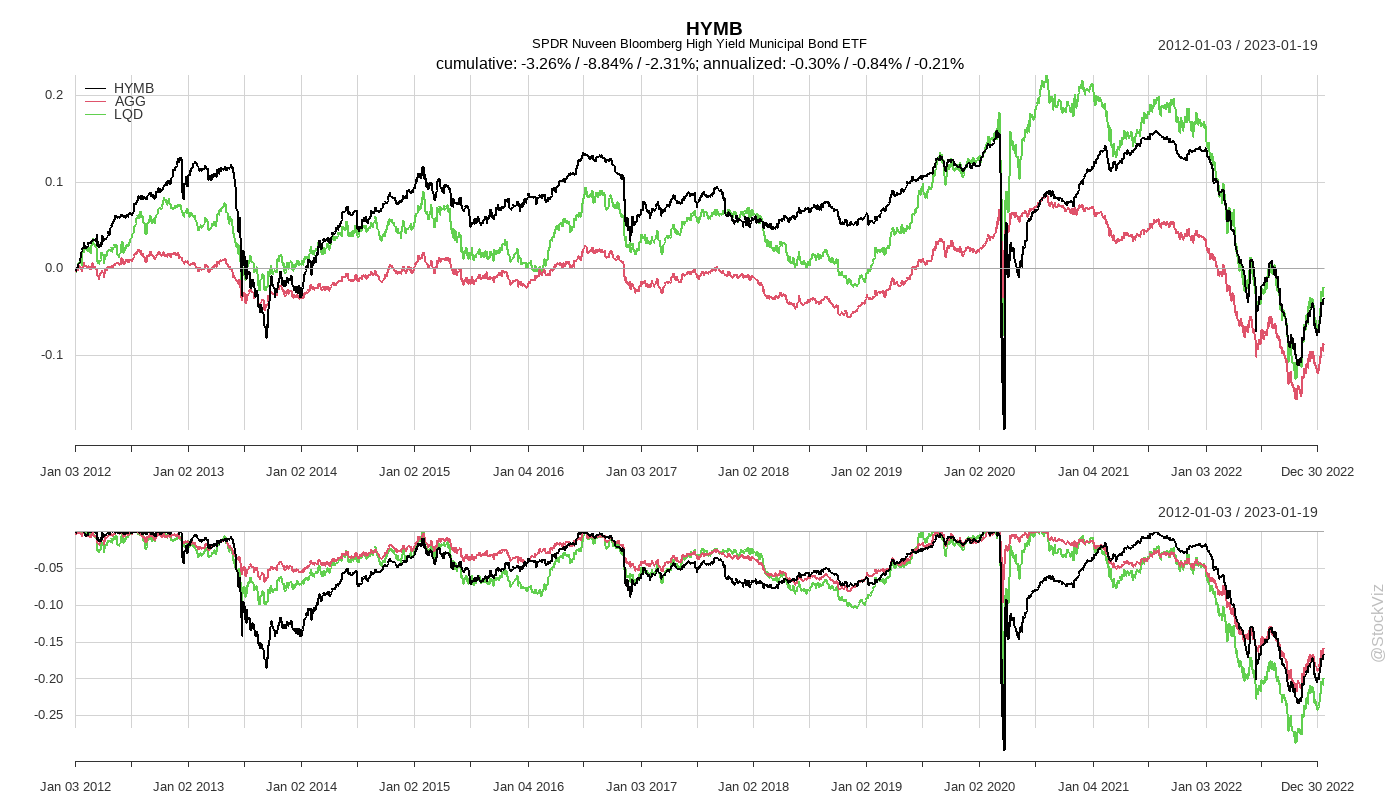 HYMB
SPDR Nuveen Bloomberg High Yield Municipal Bond ETF
2012-01-03 / 2023-01-19
cumulative: -3.26% / -8.84% / -2.31%; annualized: -0.30% / -0.84% / -0.21%
HYMB
AGG
LQD
0.2
0.1
0.0
-0.1
Jan 03 2012 Jan 02 2013 Jan 02 2014 Jan 02 2015 Jan 04 2016 Jan 03 2017 Jan 02 2018 Jan 02 2019 Jan 02 2020 Jan 04 2021 Jan 03 2022 Dec 30 2022
2012-01-03 / 2023-01-19
-0.05
-0.10
-0.15
-0.20
-0.25
Jan 03 2012 Jan 02 2013 Jan 02 2014 Jan 02 2015 Jan 04 2016 Jan 03 2017 Jan 02 2018 Jan 02 2019 Jan 02 2020 Jan 04 2021 Jan 03 2022 Dec 30 2022
@StockViz